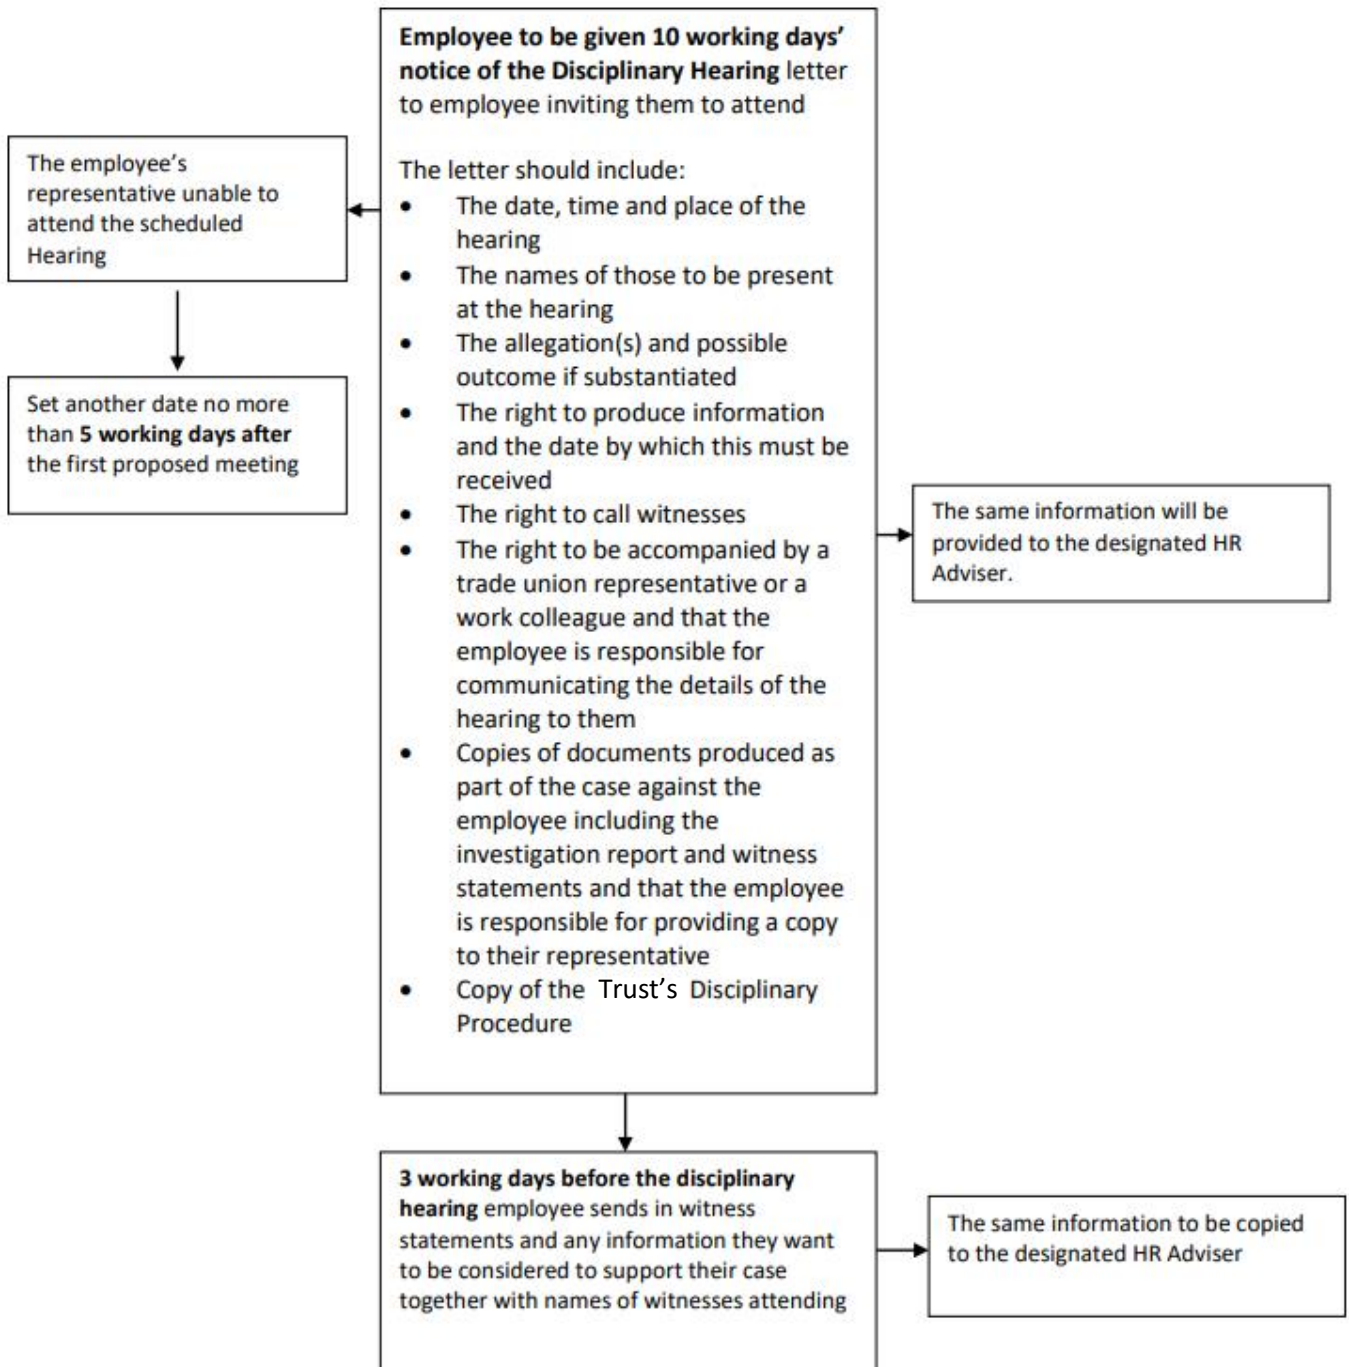 Employee to be given 10 working days’
notice of the Disciplinary Hearing letter
to employee inviting them to attend
The letter should include:
• The date, time and place of the
hearing
• The names of those to be present
at the hearing
• The allegation(s) and possible
outcome if substantiated
• The right to produce information
and the date by which this must be
received
• The right to call witnesses
• The right to be accompanied by a
trade union representative or a
work colleague and that the
employee is responsible for
communicating the details of the
hearing to them
• Copies of documents produced as
part of the case against the
employee including the
investigation report and witness
statements and that the employee
is responsible for providing a copy
to their representative
• Copy of the Trust’s Disciplinary
Procedure
The employee’s
representative unable to
attend the scheduled
Hearing
Set another date no more
than 5 working days after
the first proposed meeting
The same information will be
provided to the designated HR
Adviser.
3 working days before the disciplinary
hearing employee sends in witness
statements and any information they want
to be considered to support their case
together with names of witnesses attending
The same information to be copied
to the designated HR Adviser